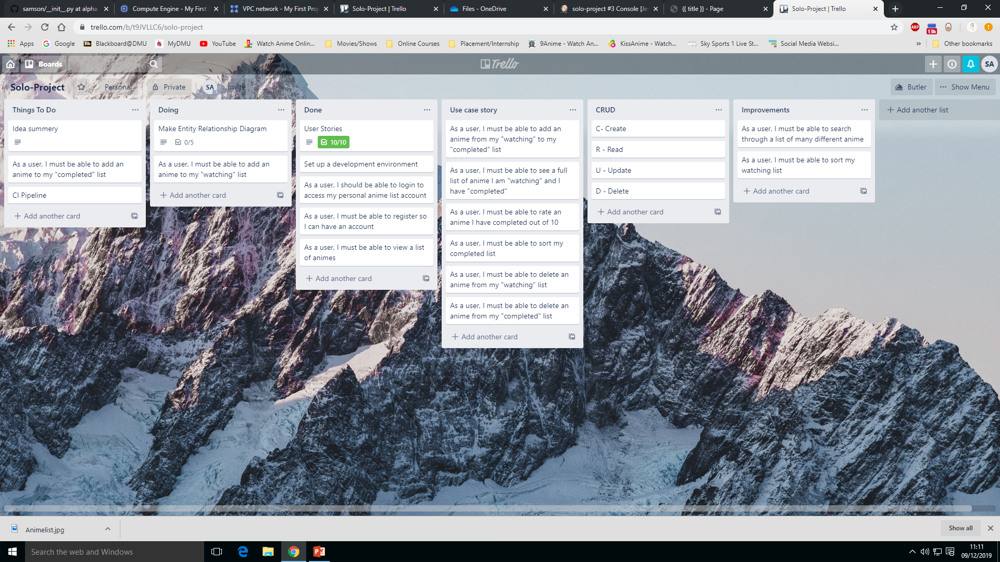 samson/__init__.py at alpha
Compute Engine - My First
VPC network - My First Proj
Solo-Project | Trello
Files - OneDrive
solo-project #3 Console [Je
{{ title }} - Page
Solo-Project | Trello
trello.com/b/t9JVLLC6/solo-project
ABP
13h
Apps
Google
Bb
Blackboard@DMU
MyDMU
YouTube
Watch Anime Onlin...
Movies/Shows
Online Courses
Placement/Internship
9Anime - Watch An...
KissAnime - Watch...
Sky Sports 1 Live St...
Social Media Websi...
»
Other bookmarks
Boards
Trello
SA
Solo-Project
Personal
Private
SA
Invite
Butler
Show Menu
Things To Do
Idea summery
As a user, I must be able to add an
anime to my "completed" list
CI Pipeline
Add another card
Doing
Make Entity Relationship Diagram
0/5
As a user, I must be able to add an
anime to my "watching" list
Add another card
Done
User Stories
10/10
Set up a development environment
As a user, I should be able to login to
access my personal anime list account
As a user, I must be able to register so
I can have an account
As a user, I must be able to view a list
of animes
Add another card
Use case story
As a user, I must be able to add an
anime from my "watching" to my
"completed" list
As a user, I must be able to see a full
list of anime I am "watching" and I
have "completed"
As a user, I must be able to rate an
anime I have completed out of 10
As a user, I must be able to sort my
completed list
As a user, I must be able to delete an
anime from my "watching" list
As a user, I must be able to delete an
anime from my "completed" list
Add another card
CRUD
C- Create
R - Read
U - Update
D - Delete
Add another card
Improvements
As a user, I must be able to search
through a list of many different anime
As a user, I must be able to sort my
watching list
Add another card
Add another list
Animelist.jpg
Show all
Search the web and Windows
11:11
09/12/2019